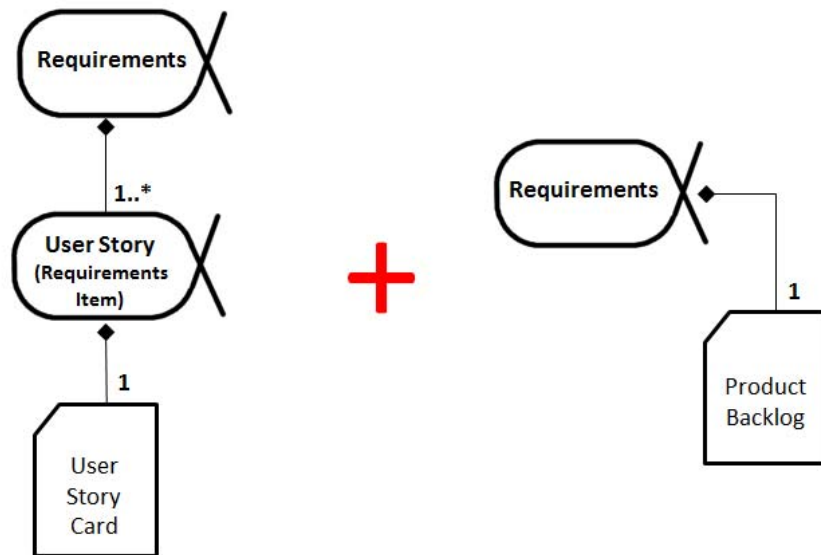 Requirements
1..*
User Story
(Requirements
Item)
1
User
Story
Card
Requirements
1
Product
Backlog